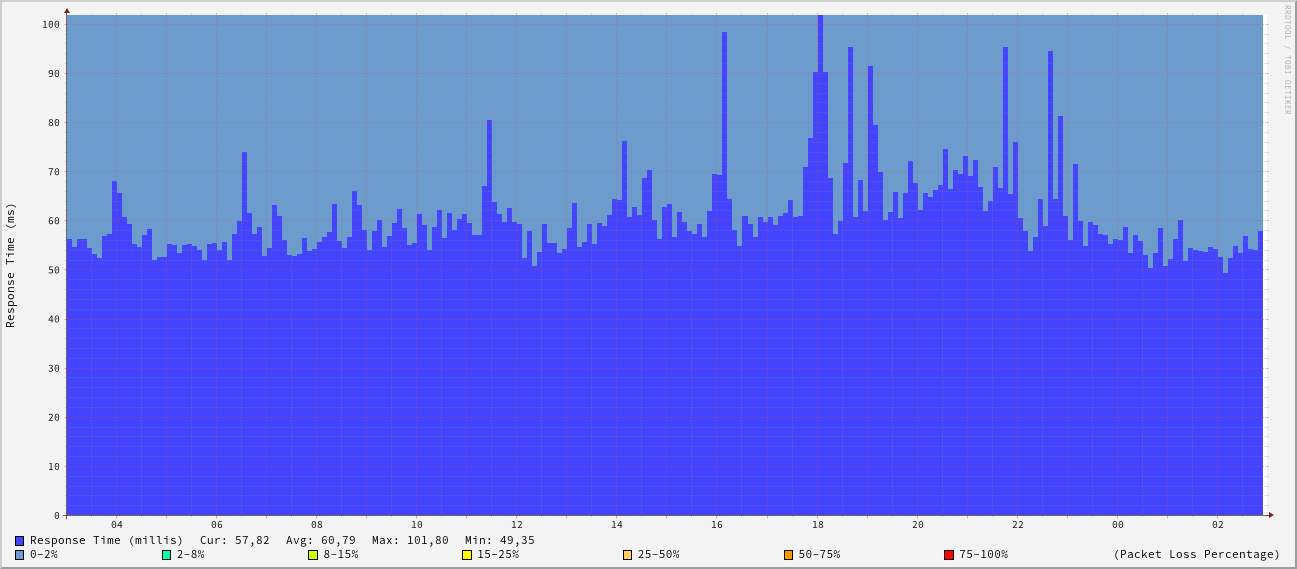 RRDTOOL / TOBI OETIKER
Response Time (ms)
100
90
80
70
60
50
40
30
20
10
0
04 06 08 10 12 14 16 18 20 22 00 02
Response Time (millis) Cur: 57,82 Avg: 60,79 Max: 101,80 Min: 49,35
0-2% 2-8% 8-15% 15-25% 25-50% 50-75% 75-100% (Packet Loss Percentage)